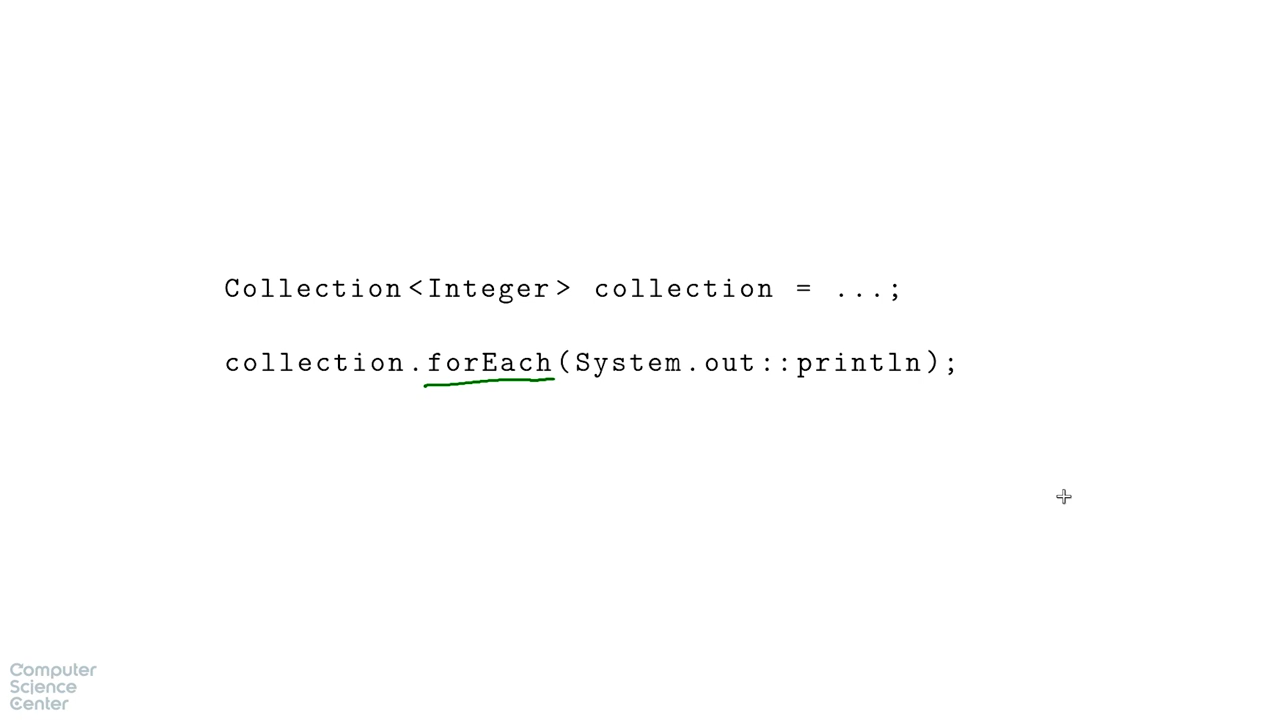 Collection<Integer> collection = ...;
collection.forEach(System.out::println);
Computer
Science
Center